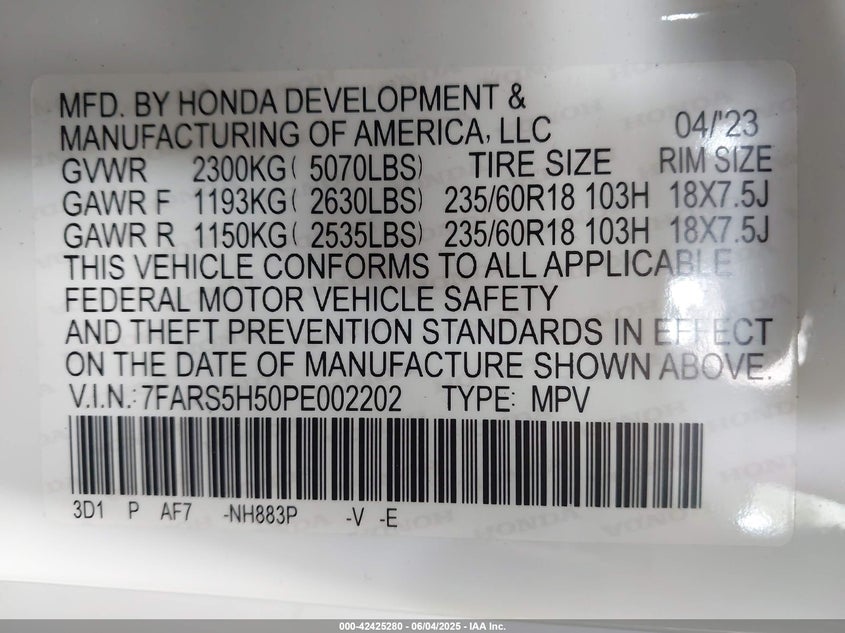 MFD. BY HONDA DEVELOPMENT &
MANUFACTURING OF AMERICA, LLC 04/'23
GVWR 2300KG( 5070LBS) TIRE SIZE RIM SIZE
GAWR F 1193KG( 2630LBS) 235/60R18 103H 18X7.5J
GAWR R 1150KG( 2535LBS) 235/60R18 103H 18X7.5J
THIS VEHICLE CONFORMS TO ALL APPLICABLE
FEDERAL MOTOR VEHICLE SAFETY
AND THEFT PREVENTION STANDARDS IN EFFECT
ON THE DATE OF MANUFACTURE SHOWN ABOVE.
V.I.N.: 7FARS5H50PE002202 TYPE: MPV
3D1 P AF7 -NH883P -V -E
000-42425280 - 06/04/2025 - IAA Inc.